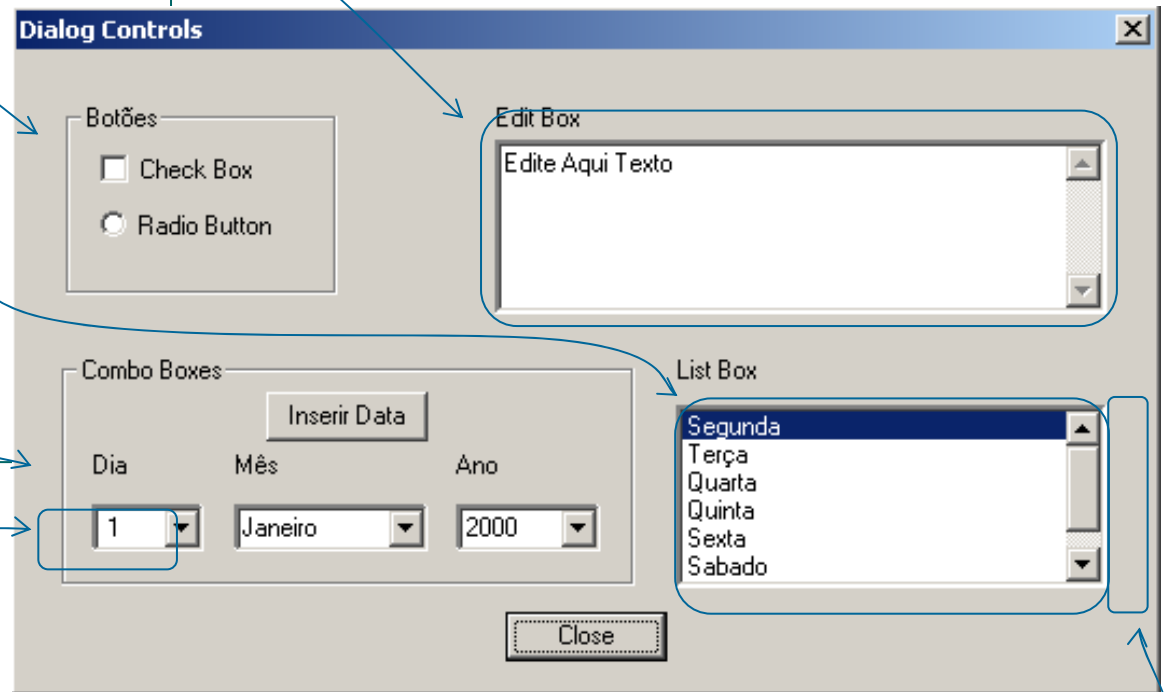 Dialog Controls
Botões
Check Box
Radio Button
Edit Box
Edite Aqui Texto
Combo Boxes
Inserir Data
Dia Mês Ano
1 Janeiro 2000
List Box
Segunda
Terça
Quarta
Quinta
Sexta
Sabado
Close